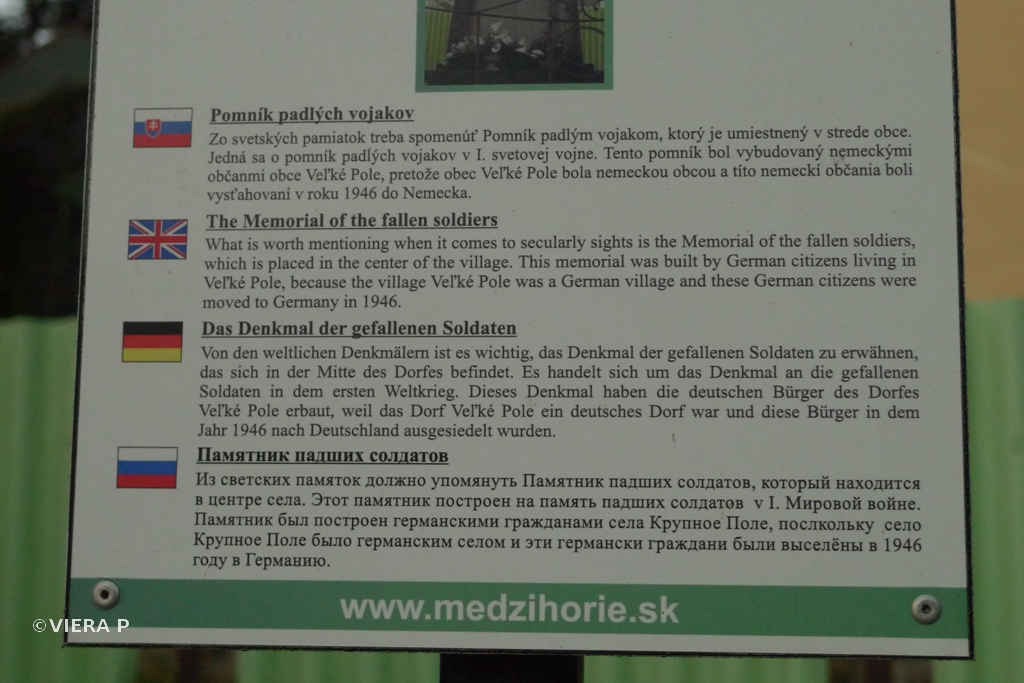 Pomník padlých vojakov
Zo svetských pamiatok treba spomenúť Pomník padlým vojakom, ktorý je umiestnený v strede obce.
Jedná sa o pomník padlých vojakov v I. svetovej vojne. Tento pomník bol vybudovaný nemeckými
občanmi obce Veľké Pole, pretože obec Veľké Pole bola nemeckou obcou a títo nemeckí občania boli
vysťahovaní v roku 1946 do Nemecka.
The Memorial of the fallen soldiers
What is worth mentioning when it comes to secularly sights is the Memorial of the fallen soldiers,
which is placed in the center of the village. This memorial was built by German citizens living in
Veľké Pole, because the village Veľké Pole was a German village and these German citizens were
moved to Germany in 1946.
Das Denkmal der gefallenen Soldaten
Von den weltlichen Denkmälern ist es wichtig, das Denkmal der gefallenen Soldaten zu erwähnen,
das sich in der Mitte des Dorfes befindet. Es handelt sich um das Denkmal an die gefallenen
Soldaten in dem ersten Weltkrieg. Dieses Denkmal haben die deutschen Bürger des Dorfes
Veľké Pole erbaut, weil das Dorf Veľké Pole ein deutsches Dorf war und diese Bürger in dem
Jahr 1946 nach Deutschland ausgesiedelt wurden.
Памятник падших солдатов
Из светских памяток должно упомянуть Памятник падших солдатов, который находится
в центре села. Этот памятник построен на память падших солдатов v I. Мировой войне.
Памятник был построен германскими гражданами села Крупное Поле, послкольку село
Крупное Поле было германским селом и эти германски граждани были выселёны в 1946
году в Германию.
www.medzihorie.sk
©VIERA P